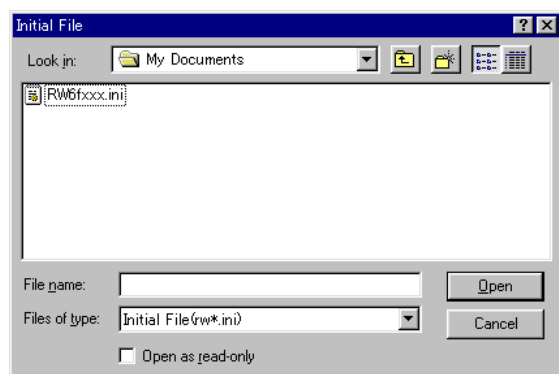 Initial File
Look in: My Documents
RW6fxxx.ini
File name: Open
Files of type: Initial File(rw*.ini) Cancel
Open as read-only